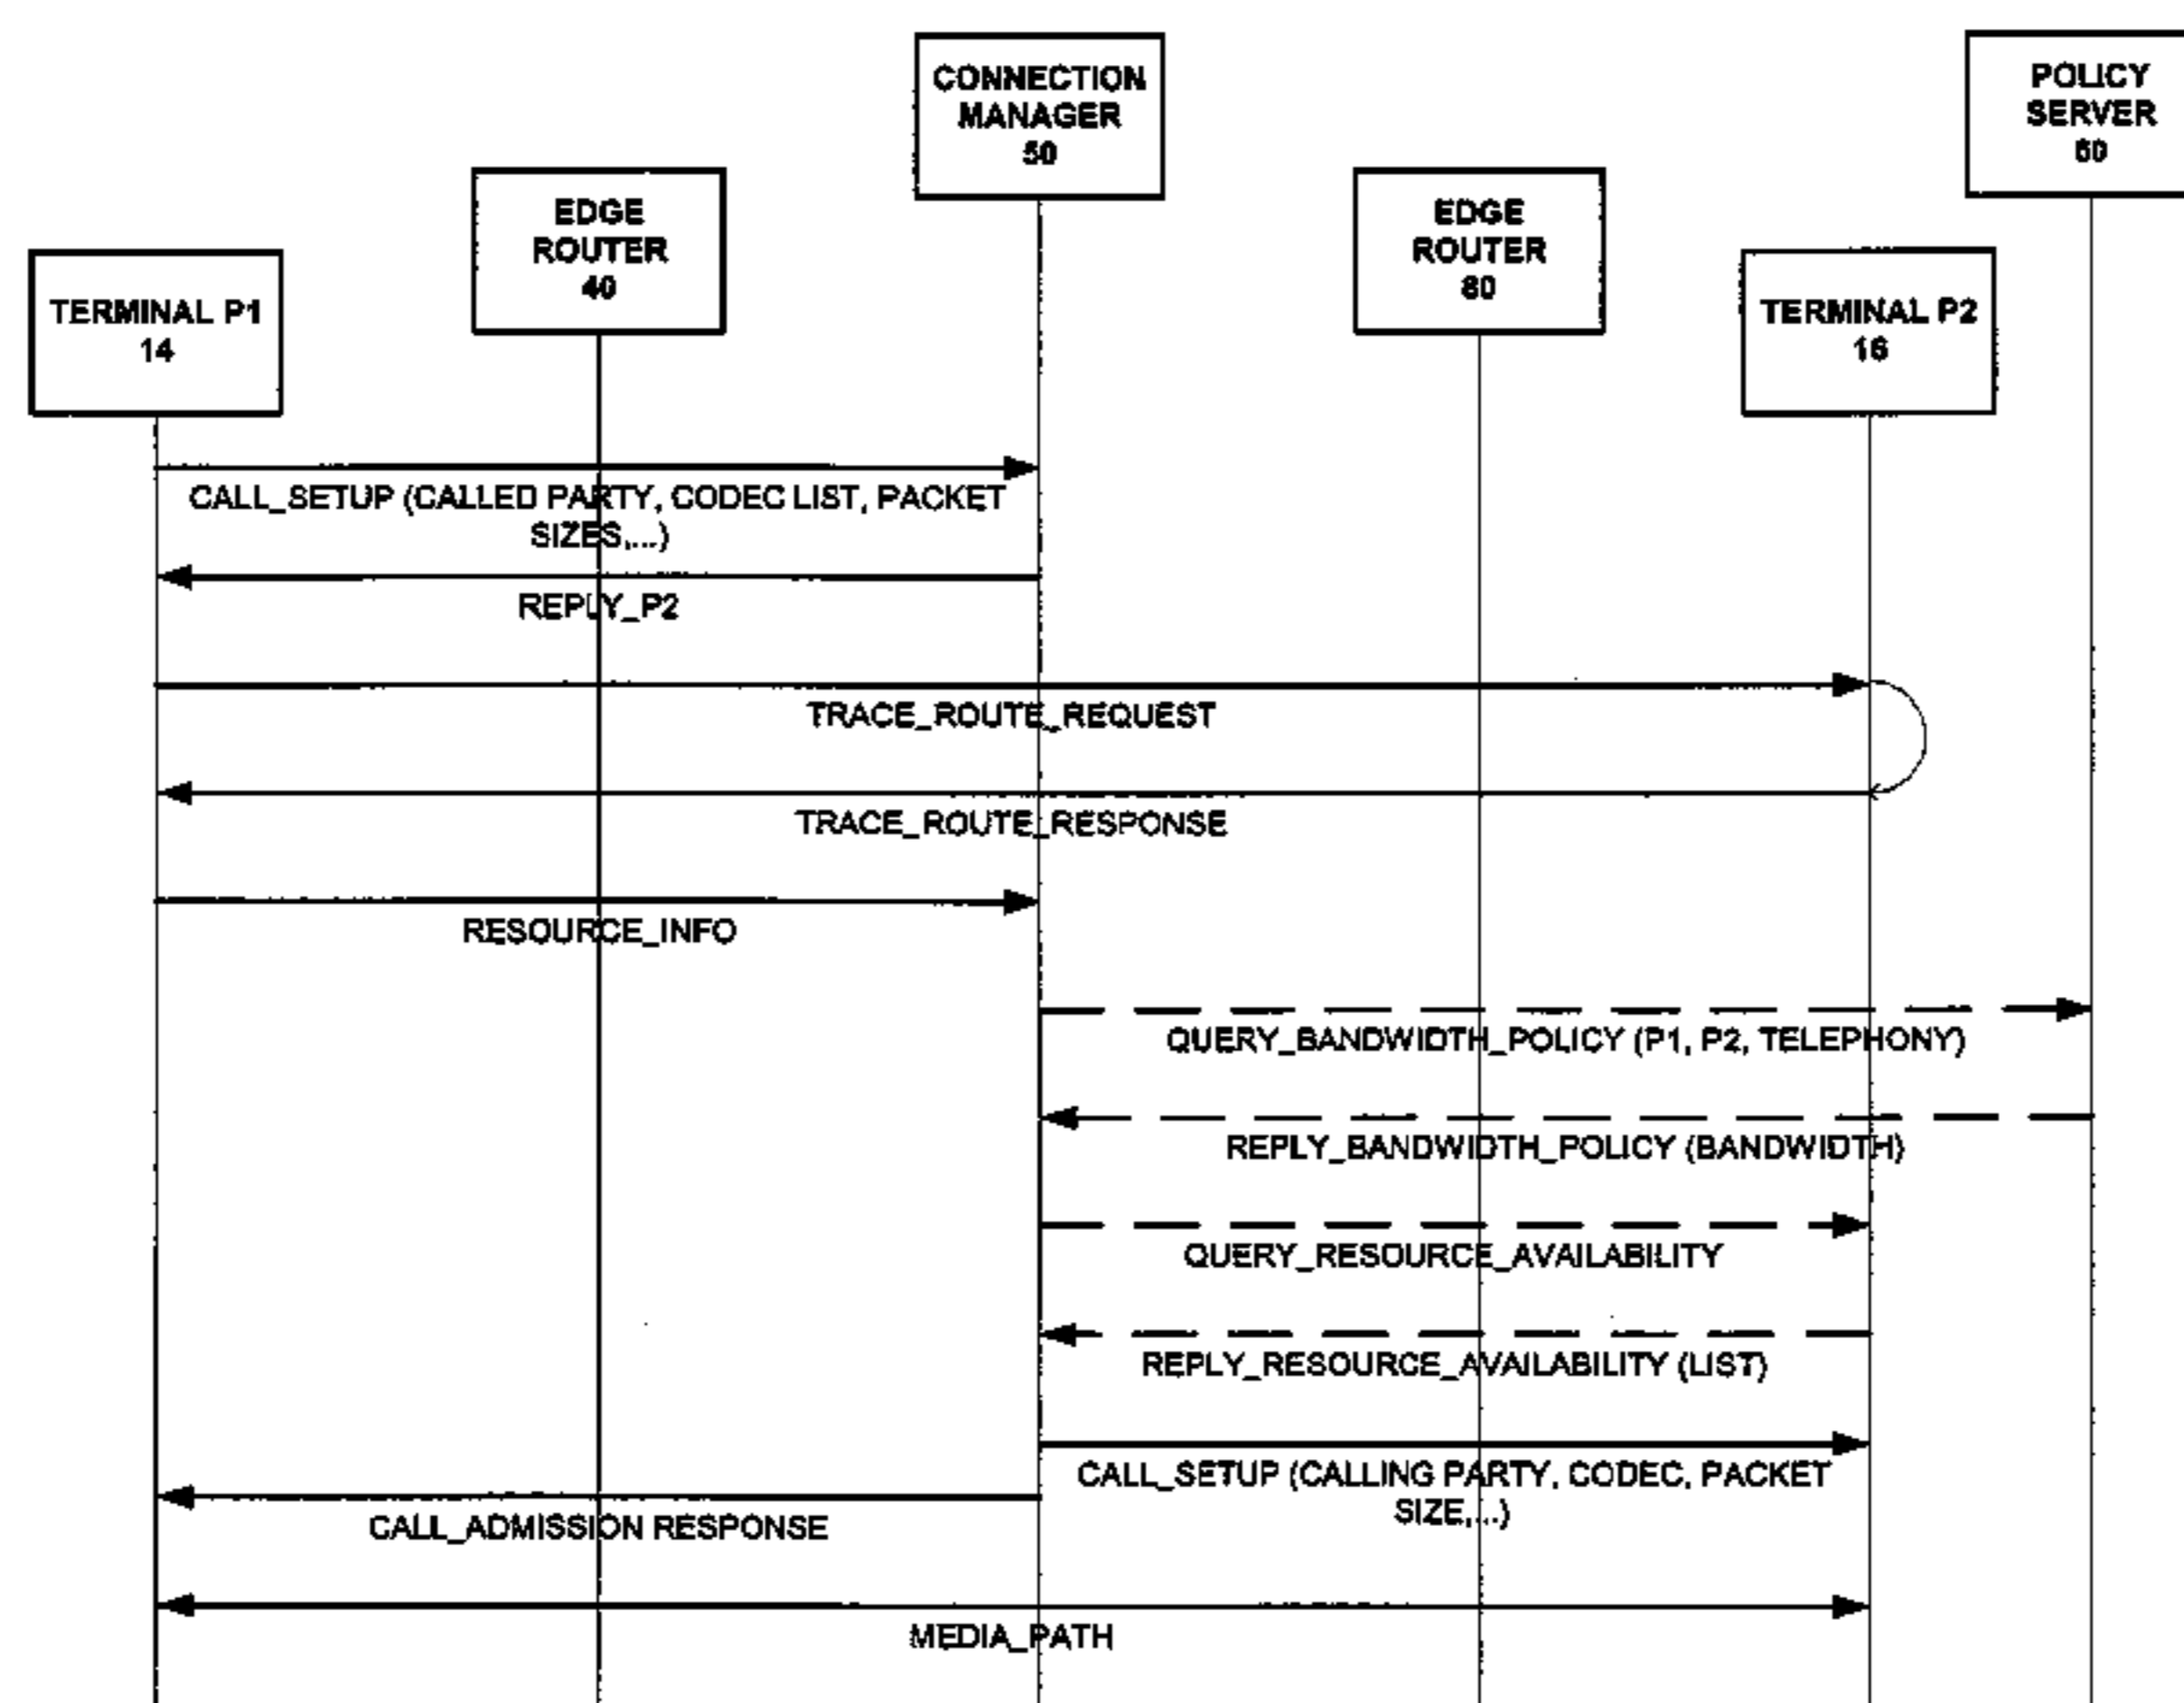 CONNECTION
MANAGER
50
POLICY
SERVER
60
EDGE
ROUTER
40
EDGE
ROUTER
80
TERMINAL P1
14
TERMINAL P2
16
CALL_SETUP (CALLED PARTY, CODEC LIST, PACKET
SIZES,...)
REPLY_P2
TRACE_ROUTE_REQUEST
TRACE_ROUTE_RESPONSE
RESOURCE_INFO
QUERY_BANDWIDTH_POLICY (P1, P2, TELEPHONY)
REPLY_BANDWIDTH_POLICY (BANDWIDTH)
QUERY_RESOURCE_AVAILABILITY
REPLY_RESOURCE_AVAILABILITY (LIST)
CALL_SETUP (CALLING PARTY, CODEC, PACKET
SIZE,...)
CALL_ADMISSION RESPONSE
MEDIA_PATH